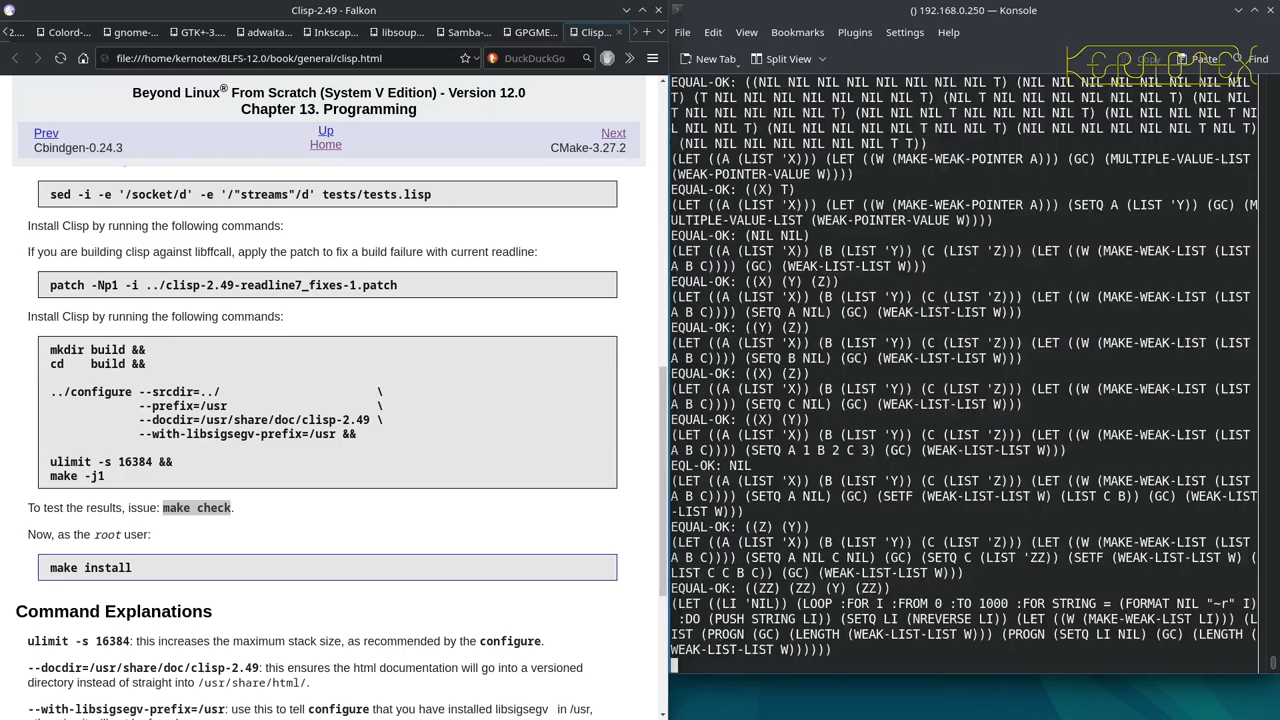 Clisp-2.49 - Falkon
() 192.168.0.250 — Konsole
2....
Colord-...
gnome-...
GTK+-3....
adwaita...
Inkscap...
libsoup...
Samba-...
GPGME...
Clisp...
file:///home/kernotex/BLFS-12.0/book/general/clisp.html
DuckDuckGo
Beyond Linux® From Scratch (System V Edition) - Version 12.0
Chapter 13. Programming
Prev
Up
Next
Cbindgen-0.24.3
Home
CMake-3.27.2
sed -i -e '/socket/d' -e '/"streams"/d' tests/tests.lisp
Install Clisp by running the following commands:
If you are building clisp against libffcall, apply the patch to fix a build failure with current readline:
patch -Np1 -i ../clisp-2.49-readline7_fixes-1.patch
Install Clisp by running the following commands:
mkdir build &&
cd    build &&
../configure --srcdir=../                    \
             --prefix=/usr                   \
             --docdir=/usr/share/doc/clisp-2.49 \
             --with-libsigsegv-prefix=/usr &&
ulimit -s 16384 &&
make -j1
To test the results, issue: make check.
Now, as the root user:
make install
Command Explanations
ulimit -s 16384: this increases the maximum stack size, as recommended by the configure.
--docdir=/usr/share/doc/clisp-2.49: this ensures the html documentation will go into a versioned
directory instead of straight into /usr/share/html/.
--with-libsigsegv-prefix=/usr: use this to tell configure that you have installed libsigsegv in /usr,
File Edit View Bookmarks Plugins Settings Help
New Tab
Split View
Copy
Paste
Find
KERNOTEX
EQUAL-OK: ((NIL NIL NIL NIL NIL NIL NIL NIL T) (NIL NIL NIL NIL NIL NIL NIL NIL
T) (T NIL NIL NIL NIL NIL NIL NIL) (NIL T NIL NIL NIL NIL NIL NIL NIL) (NIL NIL
T NIL NIL NIL NIL NIL NIL) (NIL NIL NIL T NIL NIL NIL NIL NIL) (NIL NIL NIL T NI
L NIL NIL NIL) (NIL NIL NIL NIL NIL T NIL NIL) (NIL NIL NIL NIL NIL NIL T NIL T)
(NIL NIL NIL NIL NIL NIL NIL T T))
(LET ((A (LIST 'X))) (LET ((W (MAKE-WEAK-POINTER A))) (GC) (MULTIPLE-VALUE-LIST
(WEAK-POINTER-VALUE W))))
EQUAL-OK: ((X) T)
(LET ((A (LIST 'X))) (LET ((W (MAKE-WEAK-POINTER A))) (SETQ A (LIST 'Y)) (GC) (M
ULTIPLE-VALUE-LIST (WEAK-POINTER-VALUE W))))
EQUAL-OK: (NIL NIL)
(LET ((A (LIST 'X)) (B (LIST 'Y)) (C (LIST 'Z))) (LET ((W (MAKE-WEAK-LIST (LIST
A B C)))) (GC) (WEAK-LIST-LIST W)))
EQUAL-OK: ((X) (Y) (Z))
(LET ((A (LIST 'X)) (B (LIST 'Y)) (C (LIST 'Z))) (LET ((W (MAKE-WEAK-LIST (LIST
A B C)))) (SETQ A NIL) (GC) (WEAK-LIST-LIST W)))
EQUAL-OK: ((Y) (Z))
(LET ((A (LIST 'X)) (B (LIST 'Y)) (C (LIST 'Z))) (LET ((W (MAKE-WEAK-LIST (LIST
A B C)))) (SETQ B NIL) (GC) (WEAK-LIST-LIST W)))
EQUAL-OK: ((X) (Z))
(LET ((A (LIST 'X)) (B (LIST 'Y)) (C (LIST 'Z))) (LET ((W (MAKE-WEAK-LIST (LIST
A B C)))) (SETQ C NIL) (GC) (WEAK-LIST-LIST W)))
EQUAL-OK: ((X) (Y))
(LET ((A (LIST 'X)) (B (LIST 'Y)) (C (LIST 'Z))) (LET ((W (MAKE-WEAK-LIST (LIST
A B C)))) (SETQ A 1 B 2 C 3) (GC) (WEAK-LIST-LIST W)))
EQL-OK: NIL
(LET ((A (LIST 'X)) (B (LIST 'Y)) (C (LIST 'Z))) (LET ((W (MAKE-WEAK-LIST (LIST
A B C)))) (SETQ A NIL) (GC) (SETF (WEAK-LIST-LIST W) (LIST C B)) (GC) (WEAK-LIST
-LIST W)))
EQUAL-OK: ((Z) (Y))
(LET ((A (LIST 'X)) (B (LIST 'Y)) (C (LIST 'Z))) (LET ((W (MAKE-WEAK-LIST (LIST
A B C)))) (SETQ A NIL C NIL) (GC) (SETQ C (LIST 'ZZ)) (SETF (WEAK-LIST-LIST W) (
LIST C C B C)) (GC) (WEAK-LIST-LIST W)))
EQUAL-OK: ((ZZ) (ZZ) (Y) (ZZ))
(LET ((LI 'NIL)) (LOOP :FOR I :FROM 0 :TO 1000 :FOR STRING = (FORMAT NIL "~r" I)
:DO (PUSH STRING LI)) (SETQ LI (NREVERSE LI)) (LET ((W (MAKE-WEAK-LIST LI))) (L
IST (PROGN (GC) (LENGTH (WEAK-LIST-LIST W))) (PROGN (SETQ LI NIL) (GC) (LENGTH (
WEAK-LIST-LIST W))))))